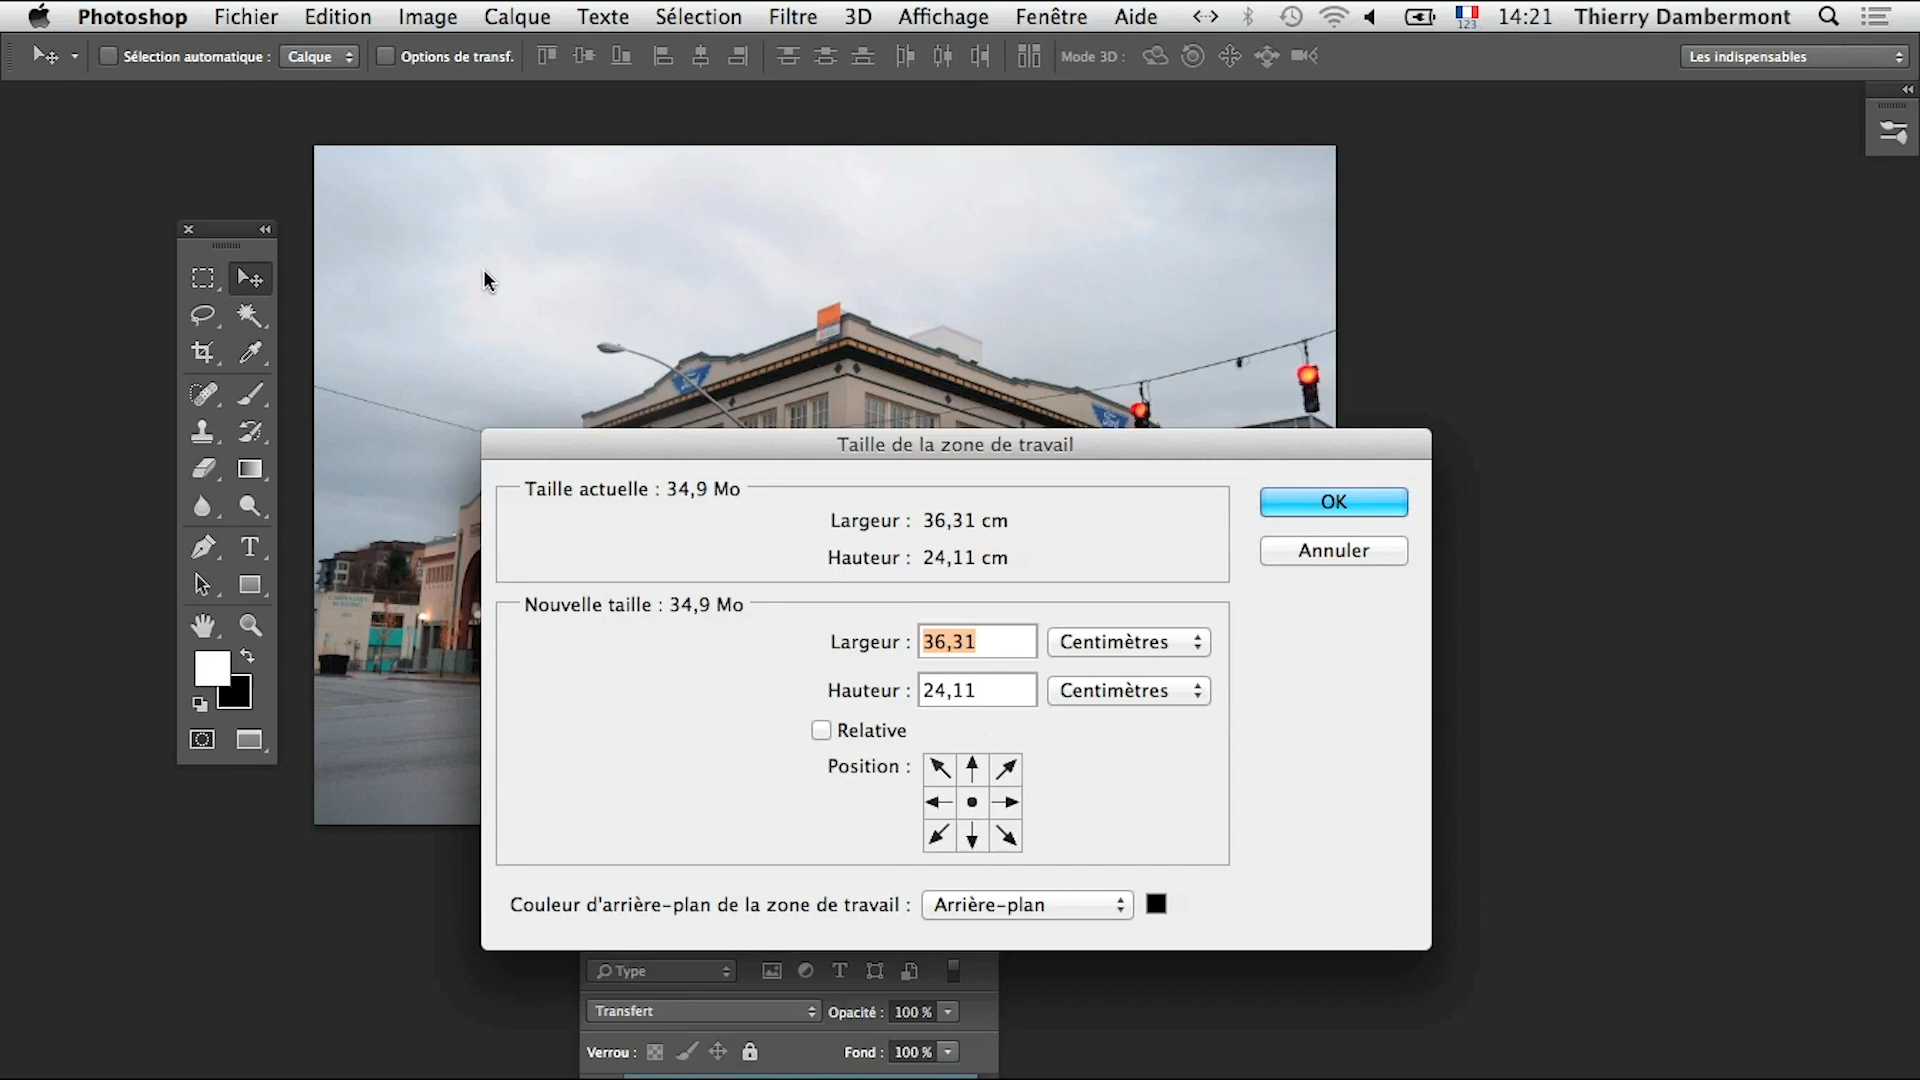 Photoshop Fichier Edition Image Calque Texte Sélection Filtre 3D Affichage Fenêtre Aide 123 14:21 Thierry Dambermont
Sélection automatique : Calque Options de transf. Mode 3D : Les indispensables
Taille de la zone de travail
Taille actuelle : 34,9 Mo
Largeur : 36,31 cm
Hauteur : 24,11 cm
OK
Annuler
Nouvelle taille : 34,9 Mo
Largeur : 36,31 Centimètres
Hauteur : 24,11 Centimètres
Relative
Position :
Couleur d'arrière-plan de la zone de travail : Arrière-plan
Type
Transfert Opacité : 100 %
Verrou : Fond : 100 %